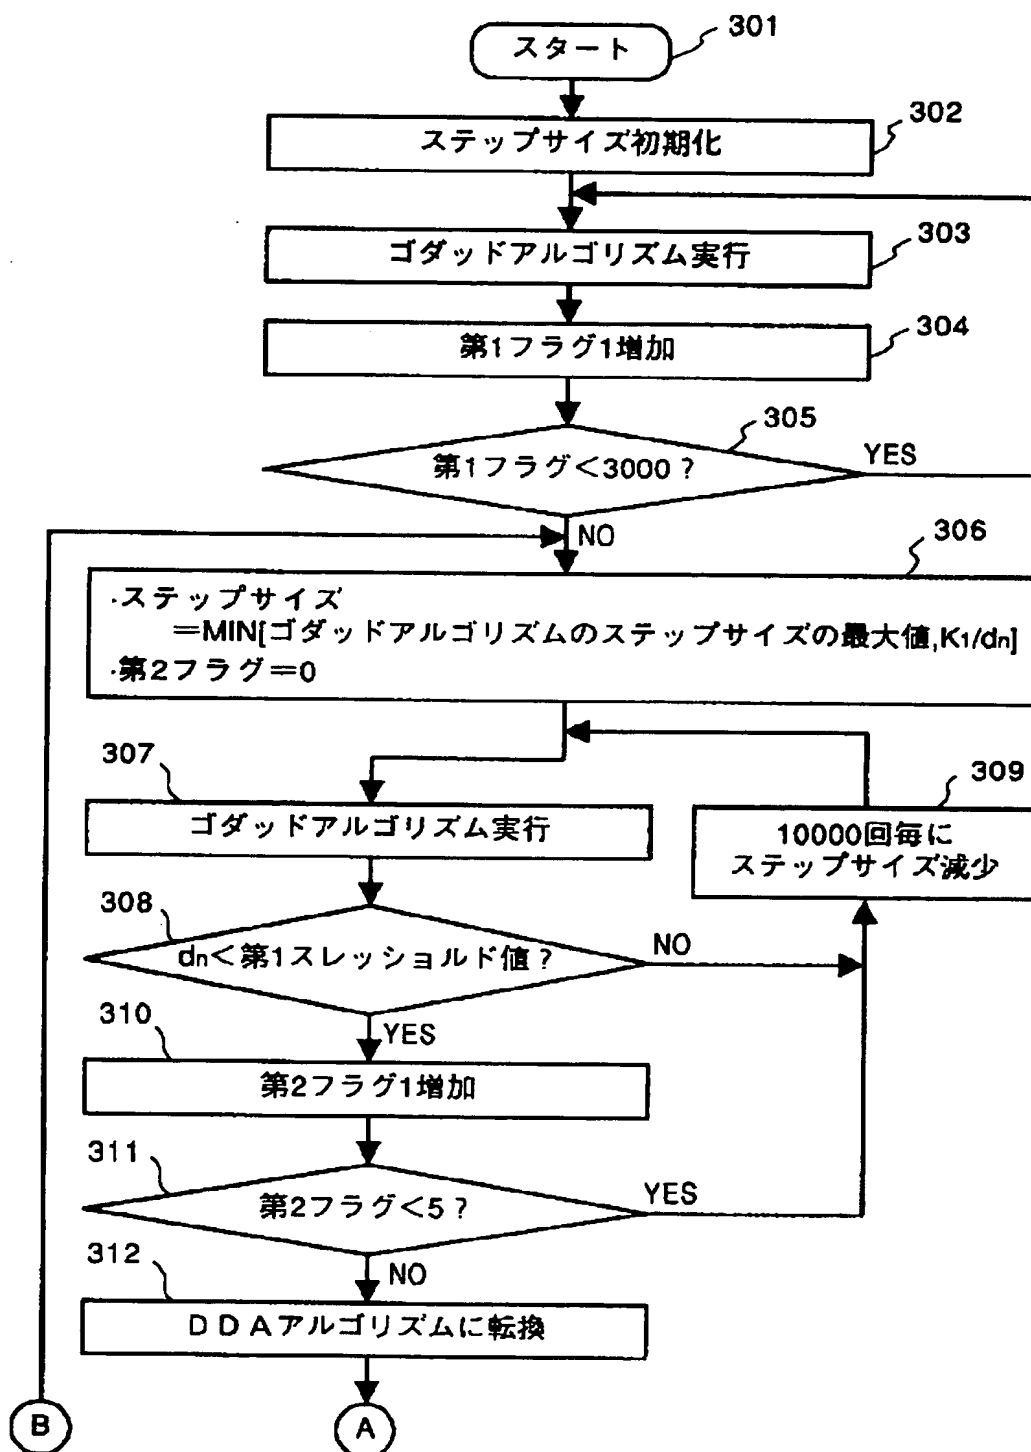 スタート
301
ステップサイズ初期化
302
ゴダッドアルゴリズム実行
303
第1フラグ1増加
304
305
第1フラグ<3000?
YES
NO
306
·ステップサイズ
=MIN[ゴダッドアルゴリズムのステップサイズの最大値,K1/dn]
·第2フラグ=0
307
ゴダッドアルゴリズム実行
309
10000回毎に
ステップサイズ減少
308
dn<第1スレッショルド値?
NO
YES
310
第2フラグ1増加
311
第2フラグ<5?
YES
NO
312
DDAアルゴリズムに転換
B
A